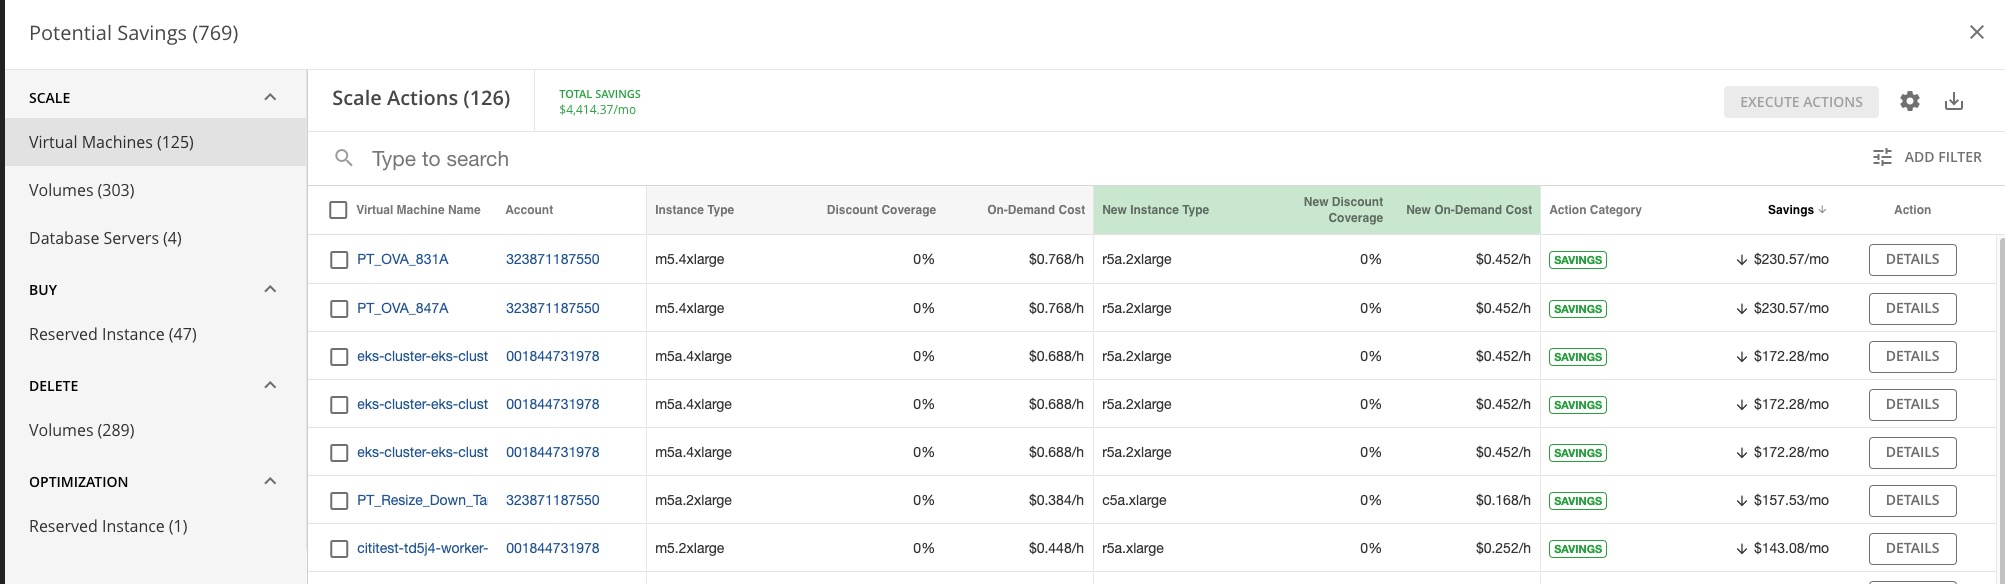 Potential Savings (769)
SCALE
Virtual Machines (125)
Volumes (303)
Database Servers (4)
BUY
Reserved Instance (47)
DELETE
Volumes (289)
OPTIMIZATION
Reserved Instance (1)
Scale Actions (126)
TOTAL SAVINGS
$4,414.37/mo
EXECUTE ACTIONS
Type to search
ADD FILTER
Virtual Machine Name Account Instance Type Discount Coverage On-Demand Cost New Instance Type New Discount Coverage New On-Demand Cost Action Category Savings ↓ Action
PT_OVA_831A 323871187550 m5.4xlarge 0% $0.768/h r5a.2xlarge 0% $0.452/h SAVINGS ↓ $230.57/mo DETAILS
PT_OVA_847A 323871187550 m5.4xlarge 0% $0.768/h r5a.2xlarge 0% $0.452/h SAVINGS ↓ $230.57/mo DETAILS
eks-cluster-eks-clust 001844731978 m5a.4xlarge 0% $0.688/h r5a.2xlarge 0% $0.452/h SAVINGS ↓ $172.28/mo DETAILS
eks-cluster-eks-clust 001844731978 m5a.4xlarge 0% $0.688/h r5a.2xlarge 0% $0.452/h SAVINGS ↓ $172.28/mo DETAILS
eks-cluster-eks-clust 001844731978 m5a.4xlarge 0% $0.688/h r5a.2xlarge 0% $0.452/h SAVINGS ↓ $172.28/mo DETAILS
PT_Resize_Down_Ta 323871187550 m5a.2xlarge 0% $0.384/h c5a.xlarge 0% $0.168/h SAVINGS ↓ $157.53/mo DETAILS
cititest-td5j4-worker- 001844731978 m5.2xlarge 0% $0.448/h r5a.xlarge 0% $0.252/h SAVINGS ↓ $143.08/mo DETAILS